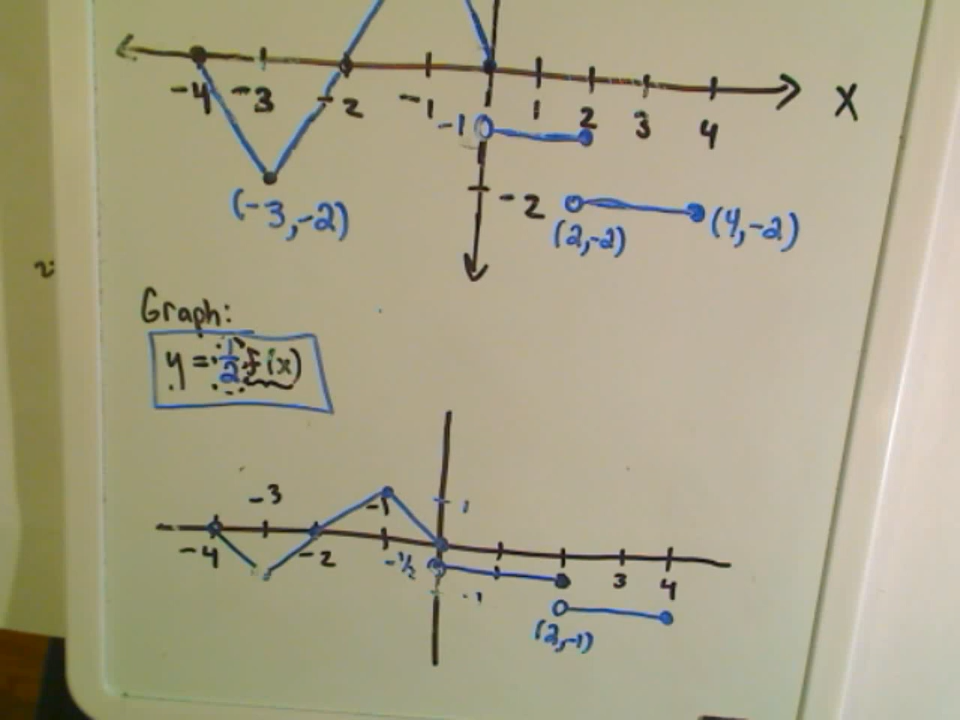 -4 -3 -2 -1 1 2 3 4 X
-1
(-3,-2)
-2
(2,-2)
(4,-2)
Graph:
y = 1/2 f(x)
-3 -1 1
-4 -2 -1/2 3 4
-1
(2,-1)